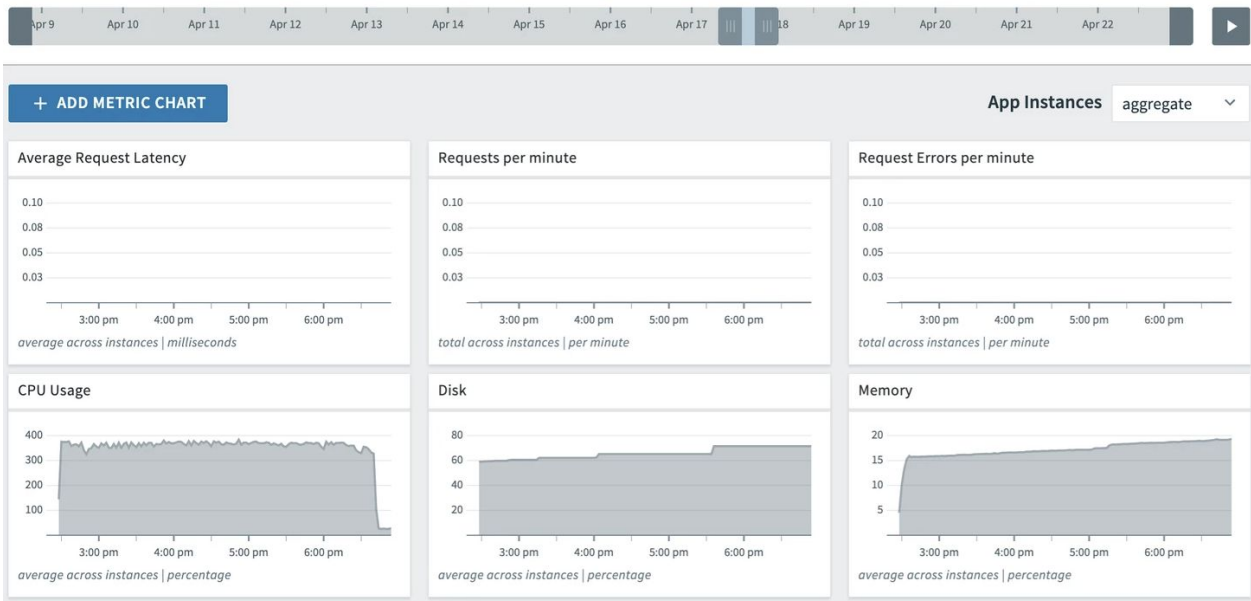 Apr 9 Apr 10 Apr 11 Apr 12 Apr 13 Apr 14 Apr 15 Apr 16 Apr 17 18 Apr 19 Apr 20 Apr 21 Apr 22
+ ADD METRIC CHART
App Instances aggregate
Average Request Latency
0.10
0.08
0.05
0.03
3:00 pm 4:00 pm 5:00 pm 6:00 pm
average across instances | milliseconds
Requests per minute
0.10
0.08
0.05
0.03
3:00 pm 4:00 pm 5:00 pm 6:00 pm
total across instances | per minute
Request Errors per minute
0.10
0.08
0.05
0.03
3:00 pm 4:00 pm 5:00 pm 6:00 pm
total across instances | per minute
CPU Usage
400
300
200
100
3:00 pm 4:00 pm 5:00 pm 6:00 pm
average across instances | percentage
Disk
80
60
40
20
3:00 pm 4:00 pm 5:00 pm 6:00 pm
average across instances | percentage
Memory
20
15
10
5
3:00 pm 4:00 pm 5:00 pm 6:00 pm
average across instances | percentage